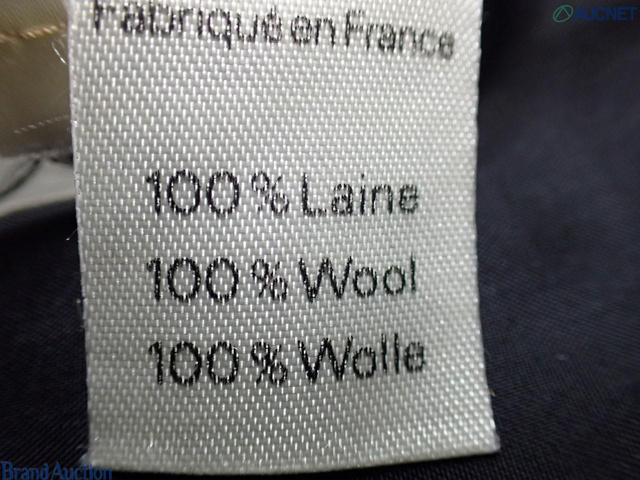 AUCNET
Fabriqué en France
100% Laine
100% Wool
100% Wolle
Brand Auction